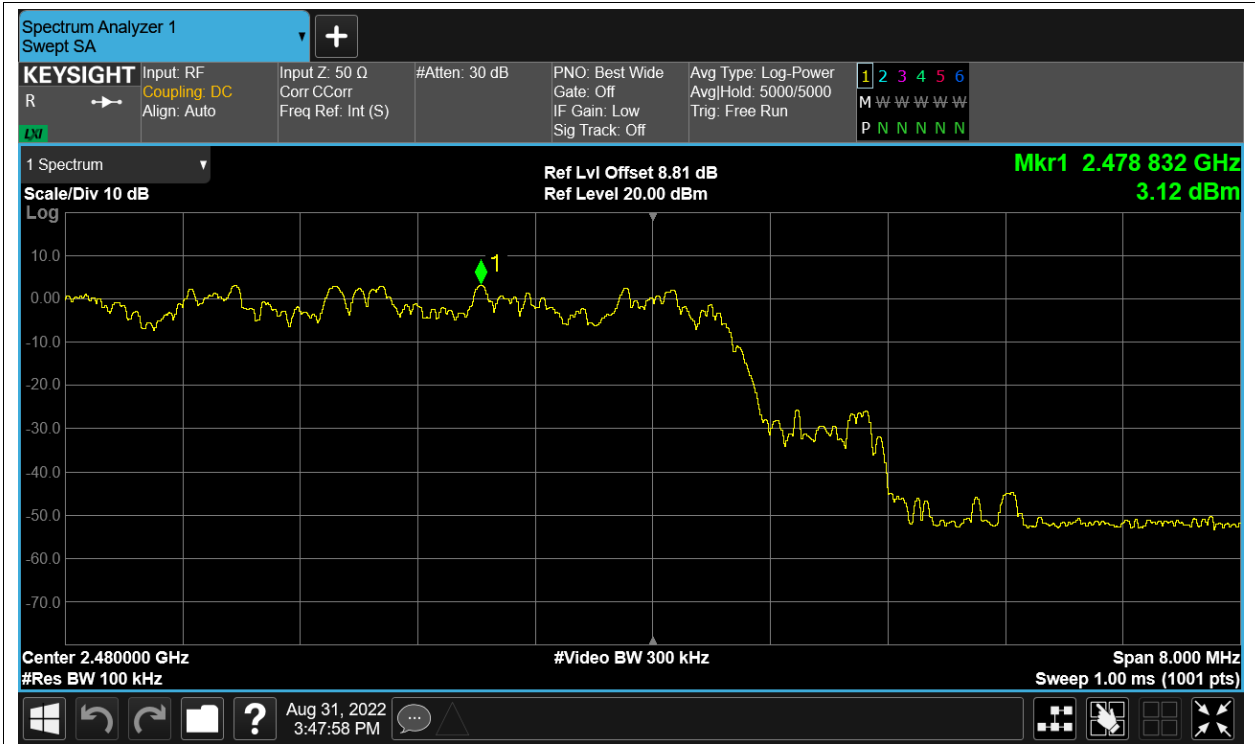 Spectrum Analyzer 1
Swept SA
KEYSIGHT
R
LXI
Input: RF
Coupling: DC
Align: Auto
Input Z: 50 Ω
Corr CCorr
Freq Ref: Int (S)
#Atten: 30 dB
PNO: Best Wide
Gate: Off
IF Gain: Low
Sig Track: Off
Avg Type: Log-Power
Avg|Hold: 5000/5000
Trig: Free Run
1 2 3 4 5 6
M W W W W W
P N N N N N
1 Spectrum
Scale/Div 10 dB
Log
Ref Lvl Offset 8.81 dB
Ref Level 20.00 dBm
Mkr1 2.478 832 GHz
3.12 dBm
1
10.0
0.00
-10.0
-20.0
-30.0
-40.0
-50.0
-60.0
-70.0
Center 2.480000 GHz
#Res BW 100 kHz
#Video BW 300 kHz
Span 8.000 MHz
Sweep 1.00 ms (1001 pts)
?
Aug 31, 2022
3:47:58 PM